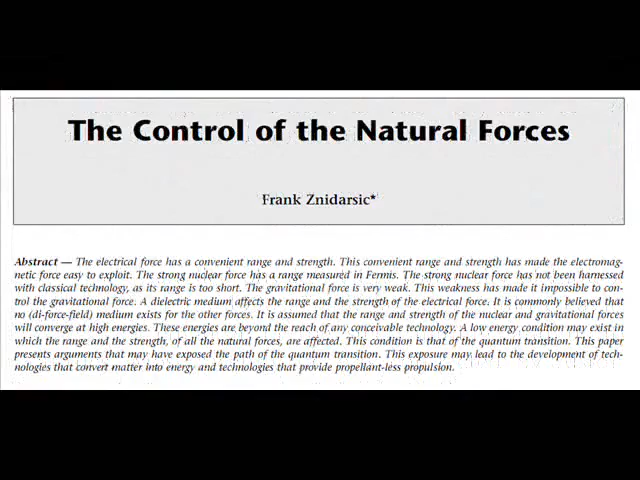 The Control of the Natural Forces
Frank Znidarsic*
Abstract — The electrical force has a convenient range and strength. This convenient range and strength has made the electromag-
netic force easy to exploit. The strong nuclear force has a range measured in Fermis. The strong nuclear force has not been harnessed
with classical technology, as its range is too short. The gravitational force is very weak. This weakness has made it impossible to con-
trol the gravitational force. A dielectric medium affects the range and the strength of the electrical force. It is commonly believed that
no (di-force-field) medium exists for the other forces. It is assumed that the range and strength of the nuclear and gravitational forces
will converge at high energies. These energies are beyond the reach of any conceivable technology. A low energy condition may exist in
which the range and the strength, of all the natural forces, are affected. This condition is that of the quantum transition. This paper
presents arguments that may have exposed the path of the quantum transition. This exposure may lead to the development of tech-
nologies that convert matter into energy and technologies that provide propellant-less propulsion.